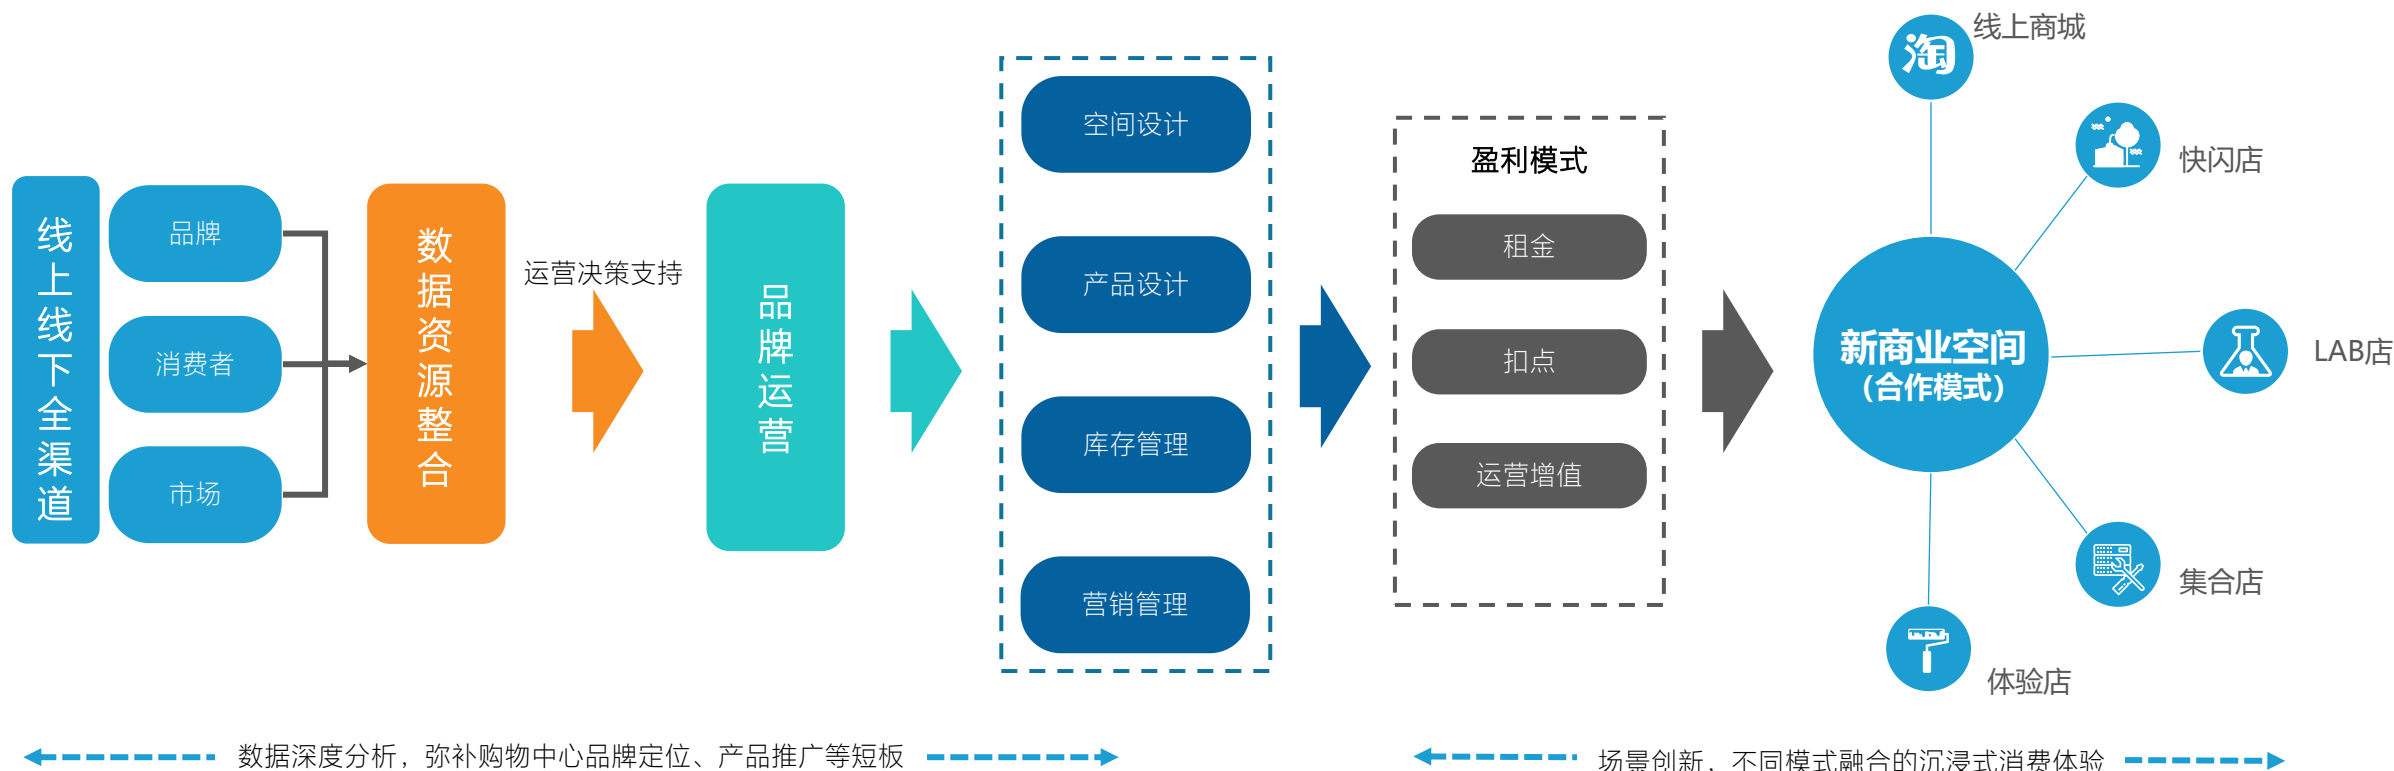 线上线下全渠道
品牌
消费者
市场
数据资源整合
运营决策支持
品牌运营
空间设计
产品设计
库存管理
营销管理
盈利模式
租金
扣点
运营增值
新商业空间
（合作模式）
淘
线上商城
快闪店
LAB店
集合店
体验店
数据深度分析，弥补购物中心品牌定位、产品推广等短板
场景创新，不同模式融合的沉浸式消费体验